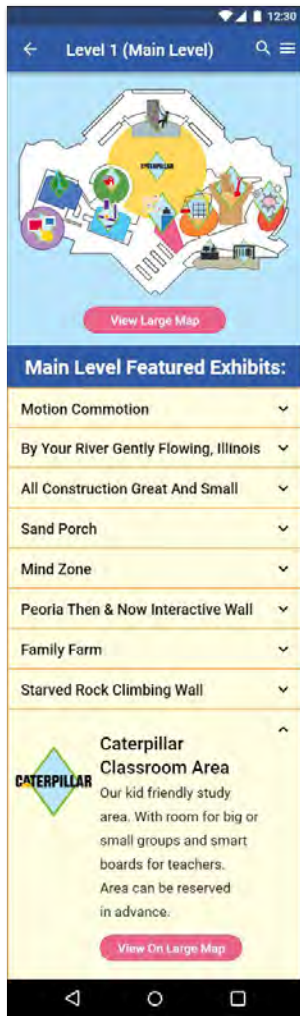 12:30
Level 1 (Main Level)
CATERPILLAR
View Large Map
Main Level Featured Exhibits:
Motion Commotion
By Your River Gently Flowing, Illinois
All Construction Great And Small
Sand Porch
Mind Zone
Peoria Then & Now Interactive Wall
Family Farm
Starved Rock Climbing Wall
CATERPILLAR
Caterpillar
Classroom Area
Our kid friendly study
area. With room for big or
small groups and smart
boards for teachers.
Area can be reserved
in advance.
View On Large Map